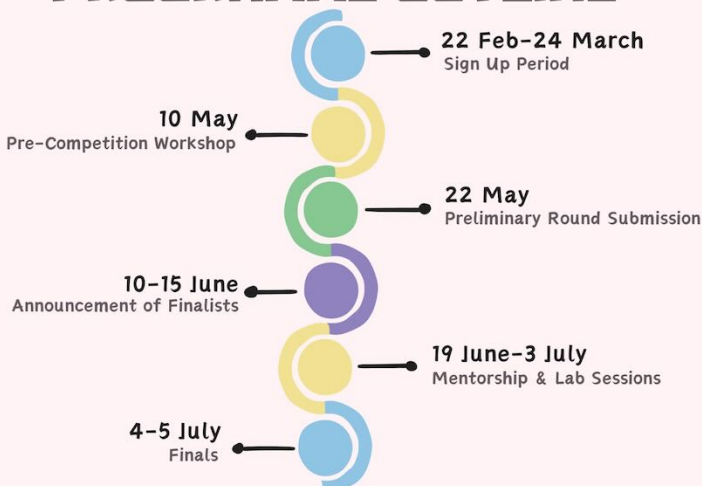 22 Feb-24 March
Sign Up Period
10 May
Pre-Competition Workshop
22 May
Preliminary Round Submission
10-15 June
Announcement of Finalists
19 June-3 July
Mentorship & Lab Sessions
4-5 July
Finals